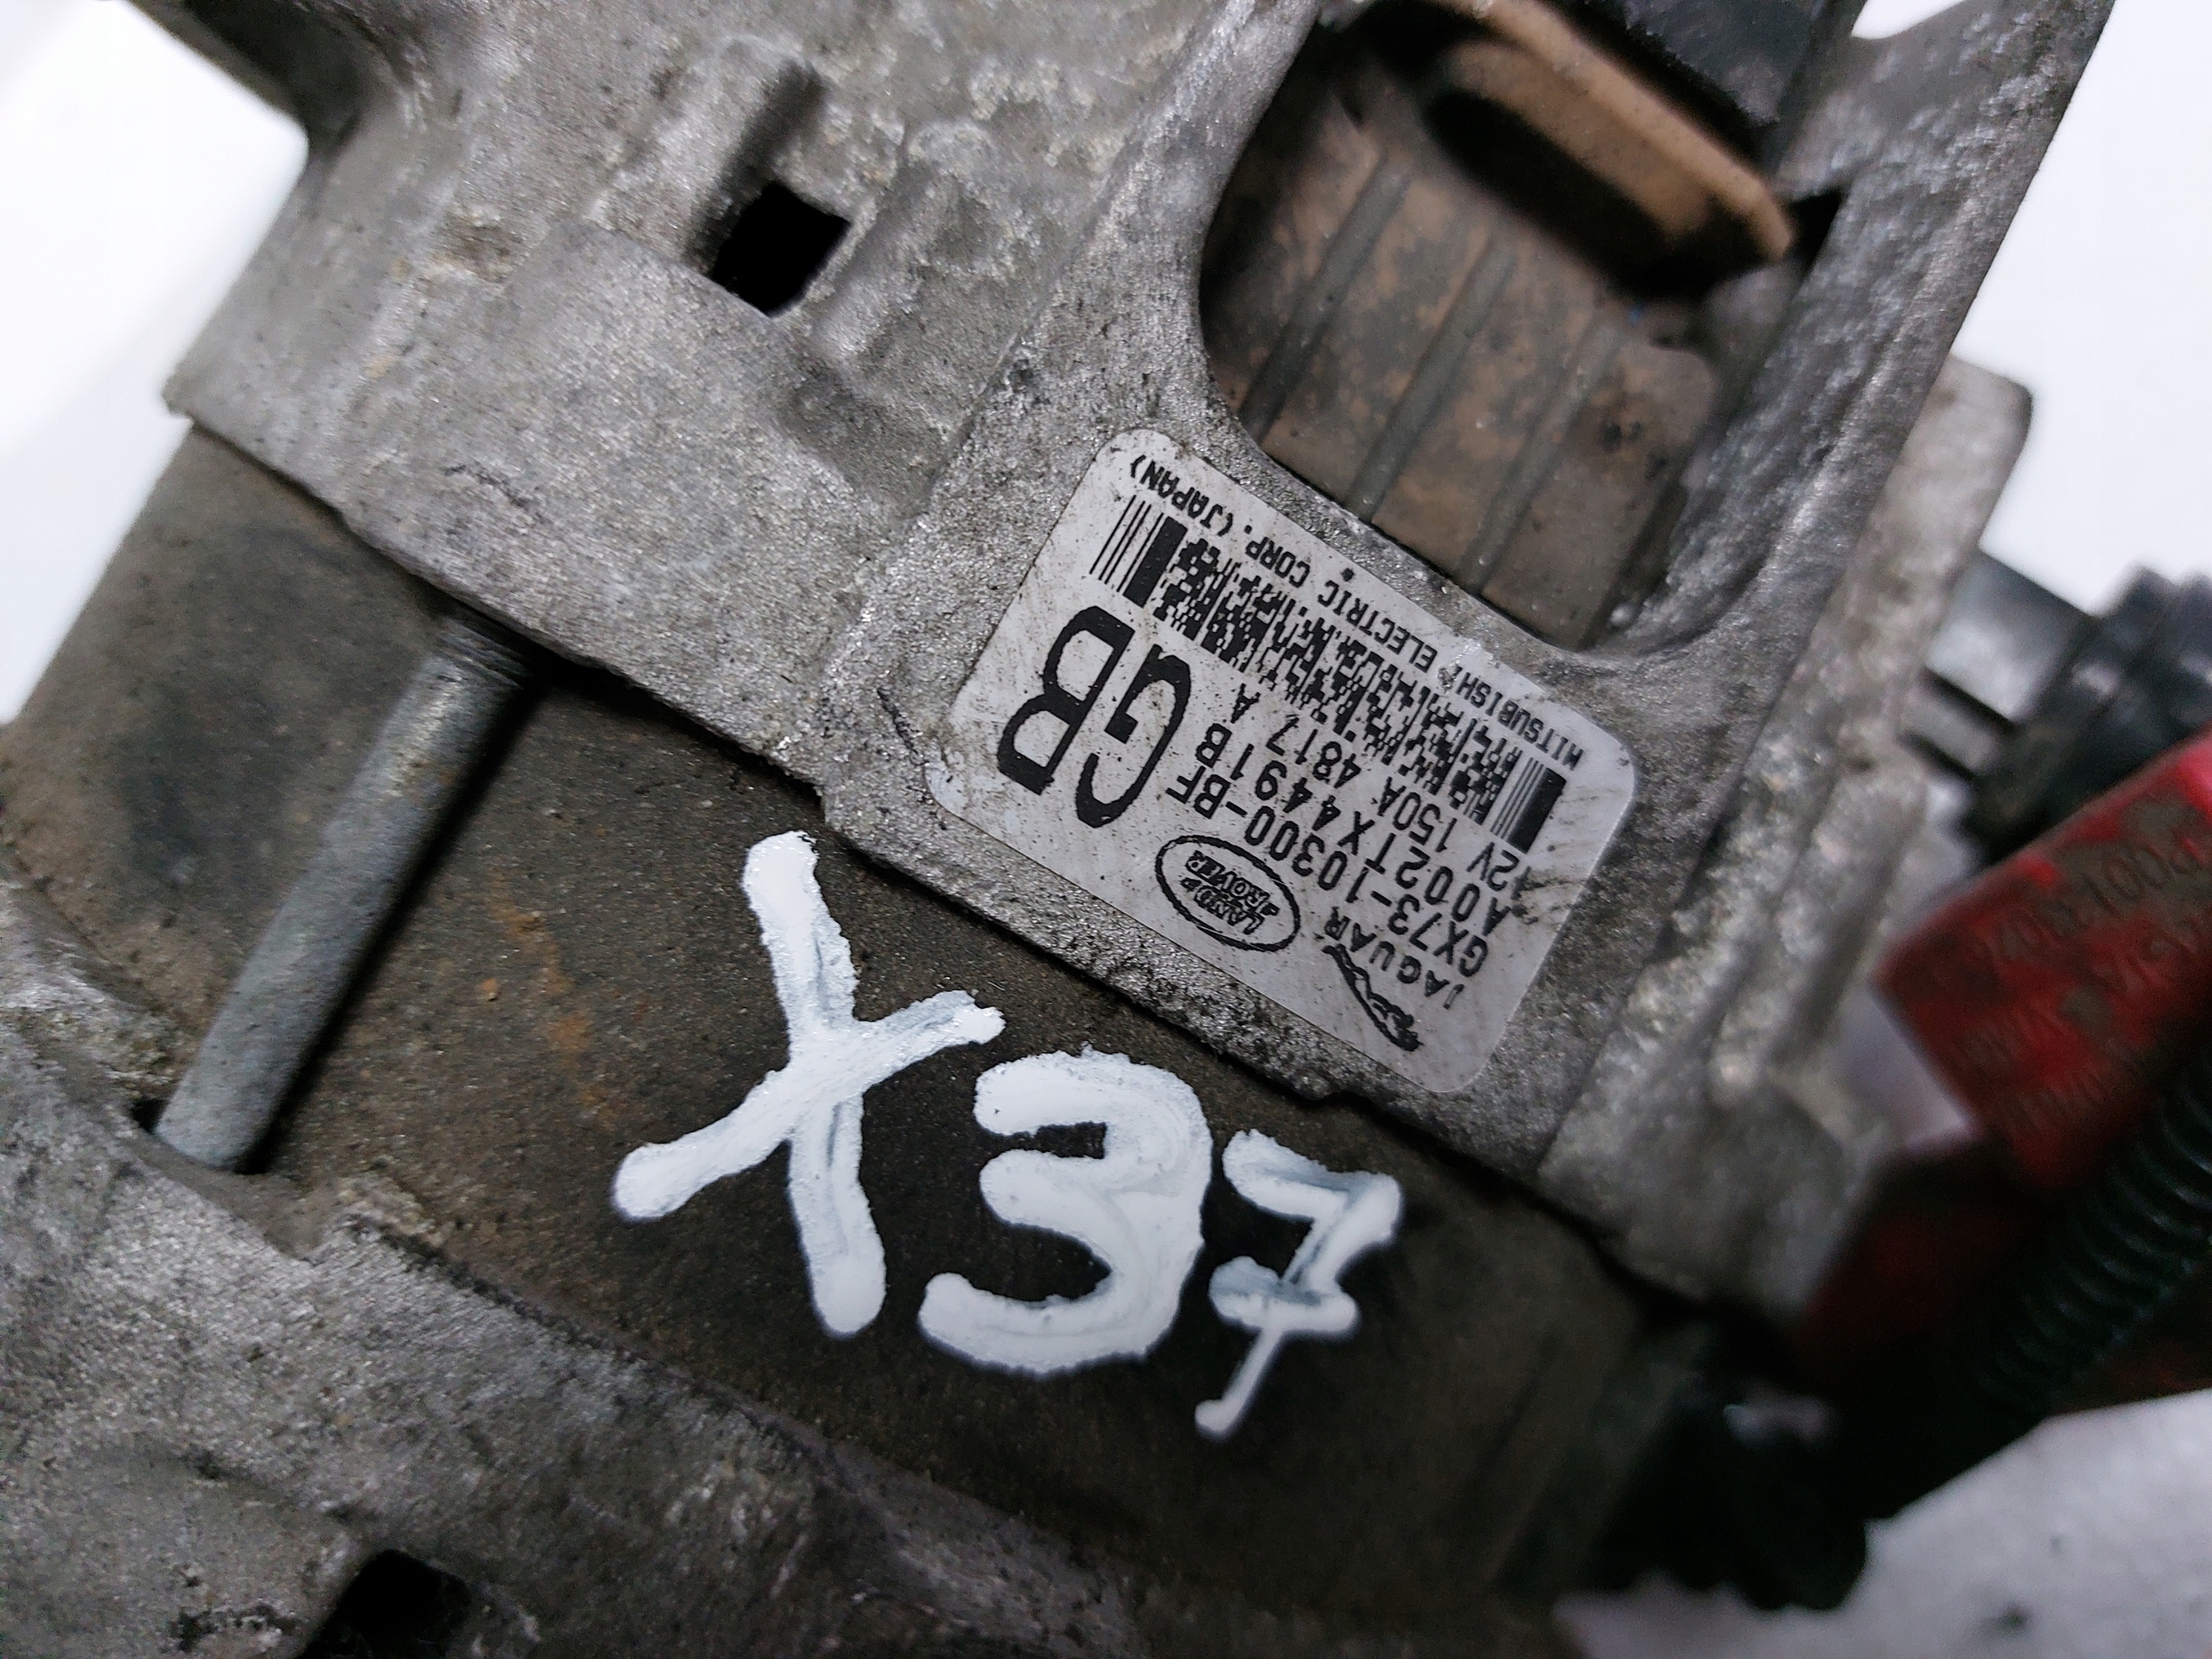 JAGUAR LAND ROVER
GX73-10300-BF
A002TX4491B
12V 150A 4817 A
GB
MITSUBISHI ELECTRIC CORP.(JAPAN)
X37